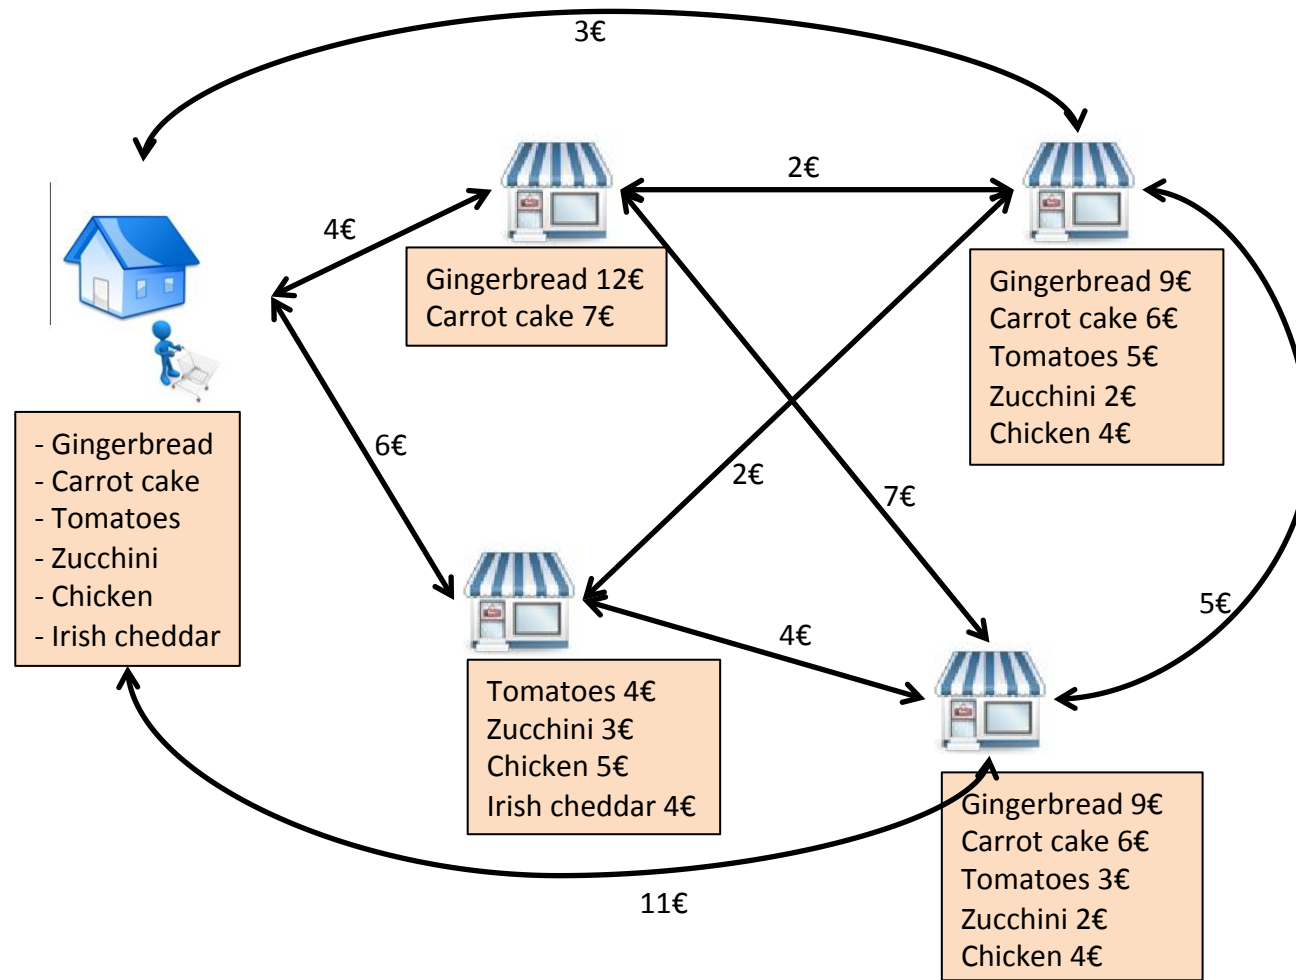 3€
2€
4€
Gingerbread 12€
Carrot cake 7€
Gingerbread 9€
Carrot cake 6€
Tomatoes 5€
Zucchini 2€
Chicken 4€
- Gingerbread
- Carrot cake
- Tomatoes
- Zucchini
- Chicken
- Irish cheddar
6€
2€
7€
5€
4€
Tomatoes 4€
Zucchini 3€
Chicken 5€
Irish cheddar 4€
11€
Gingerbread 9€
Carrot cake 6€
Tomatoes 3€
Zucchini 2€
Chicken 4€